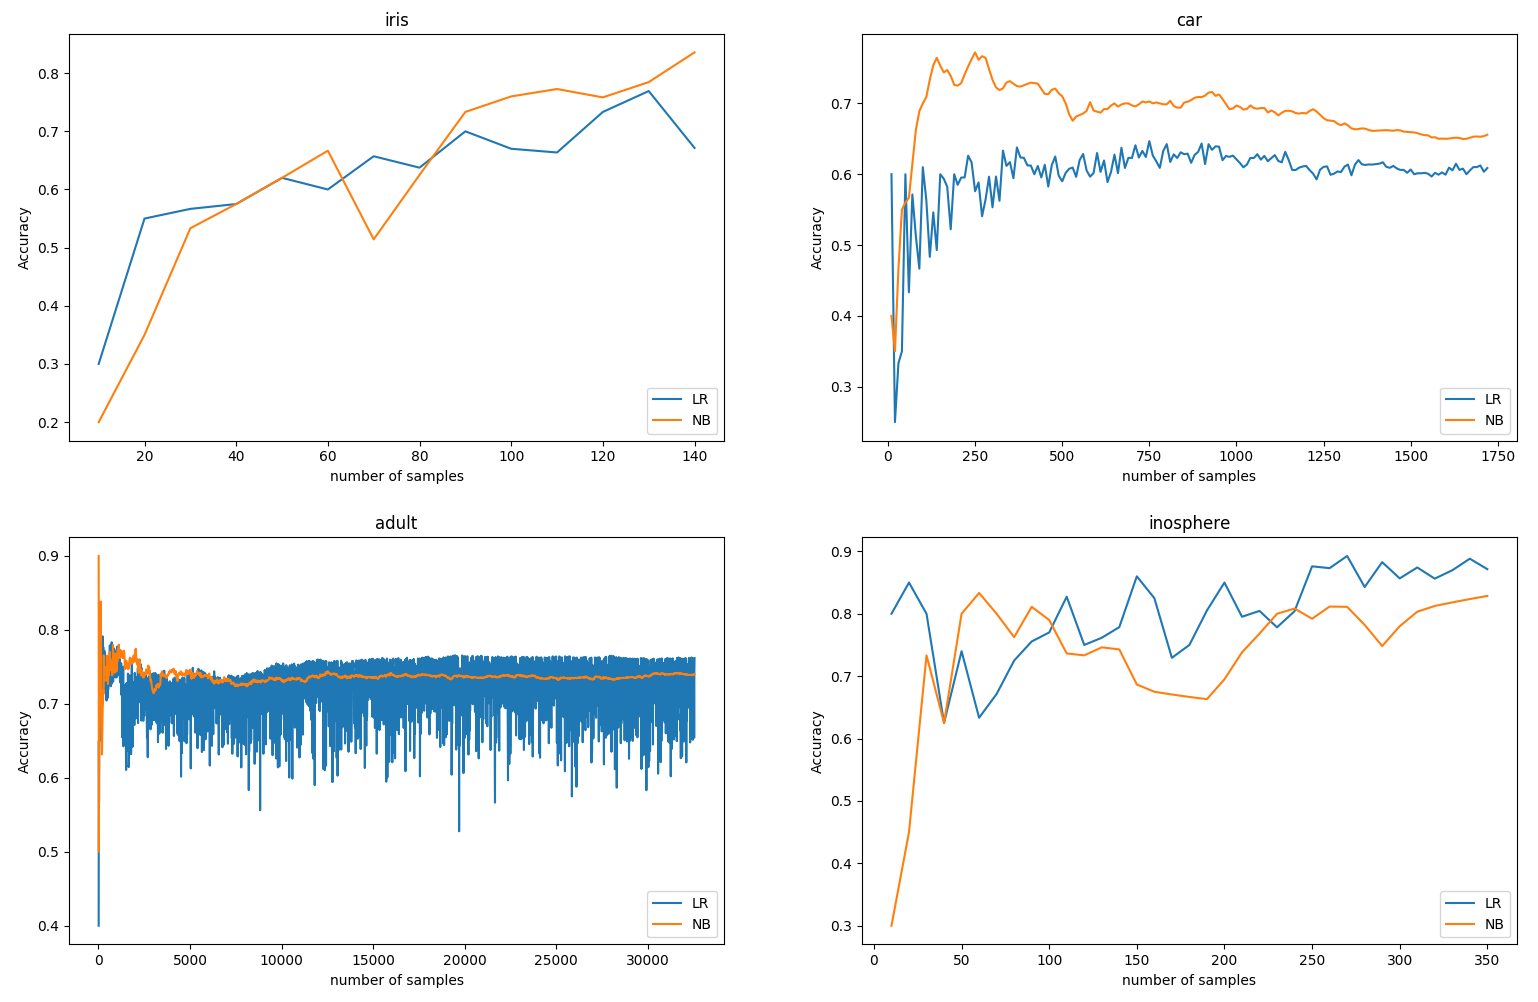 iris
Accuracy
0.8
0.7
0.6
0.5
0.4
0.3
0.2
20 40 60 80 100 120 140
number of samples
LR
NB
car
Accuracy
0.7
0.6
0.5
0.4
0.3
0 250 500 750 1000 1250 1500 1750
number of samples
LR
NB
adult
Accuracy
0.9
0.8
0.7
0.6
0.5
0.4
0 5000 10000 15000 20000 25000 30000
number of samples
LR
NB
inosphere
Accuracy
0.9
0.8
0.7
0.6
0.5
0.4
0.3
0 50 100 150 200 250 300 350
number of samples
LR
NB